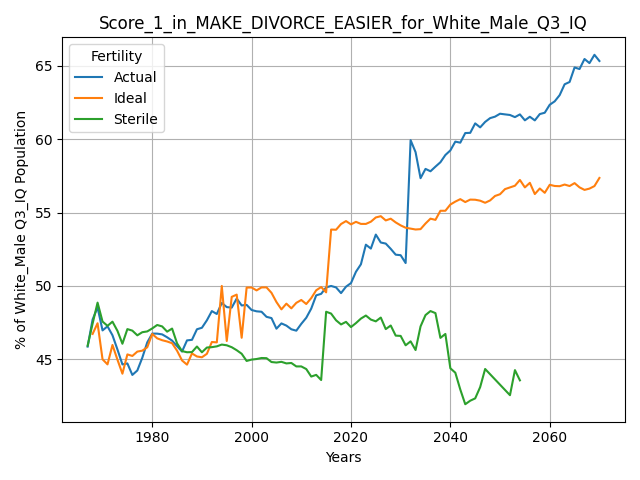 Score_1_in_MAKE_DIVORCE_EASIER_for_White_Male_Q3_IQ
Fertility
Actual
Ideal
Sterile
% of White_Male Q3_IQ Population
65
60
55
50
45
1980
2000
2020
2040
2060
Years